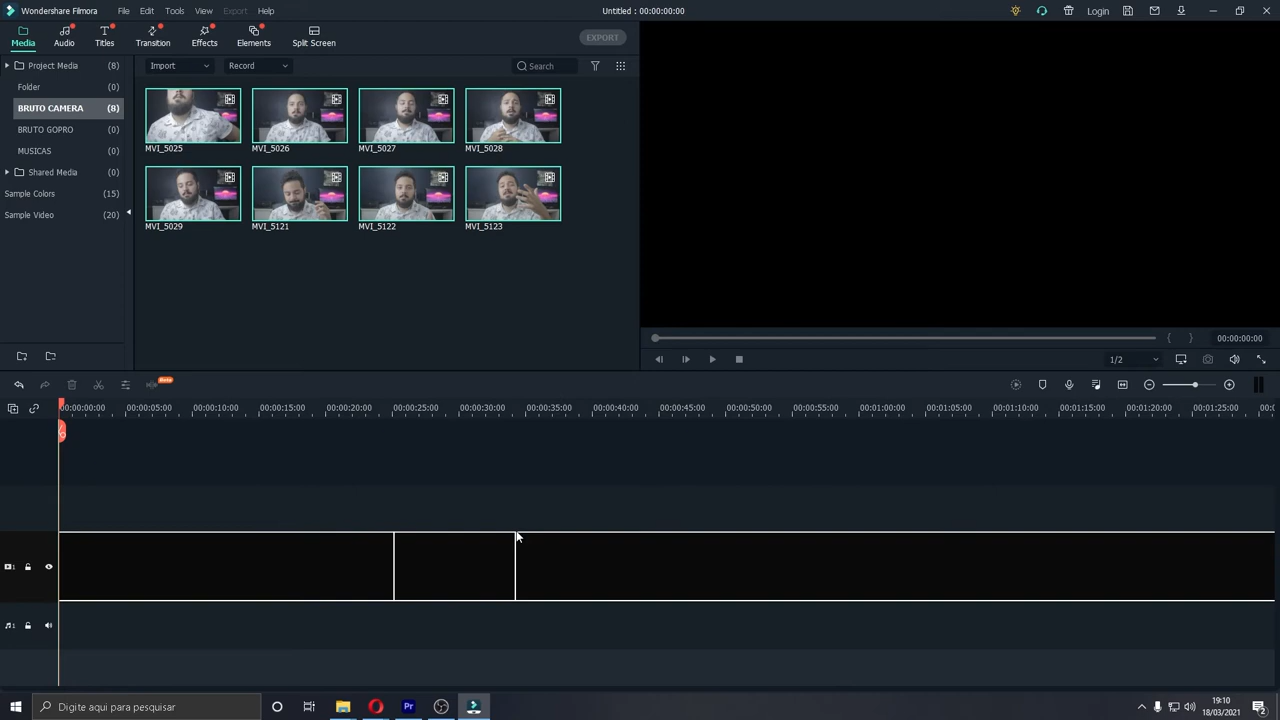 Wondershare Filmora File Edit Tools View Export Help Untitled : 00:00:00:00 Login
Media Audio Titles Transition Effects Elements Split Screen EXPORT
Project Media (8)
Folder (0)
BRUTO CAMERA (8)
BRUTO GOPRO (0)
MUSICAS (0)
Shared Media (0)
Sample Colors (15)
Sample Video (20)
Import Record Search
MVI_5025 MVI_5026 MVI_5027 MVI_5028
MVI_5029 MVI_5121 MVI_5122 MVI_5123
00:00:00:00
1/2
Beta
00:00:00:00 00:00:05:00 00:00:10:00 00:00:15:00 00:00:20:00 00:00:25:00 00:00:30:00 00:00:35:00 00:00:40:00 00:00:45:00 00:00:50:00 00:00:55:00 00:01:00:00 00:01:05:00 00:01:10:00 00:01:15:00 00:01:20:00 00:01:25:00 00:0
1
1
Digite aqui para pesquisar
Pr
19:10
18/03/2021
2